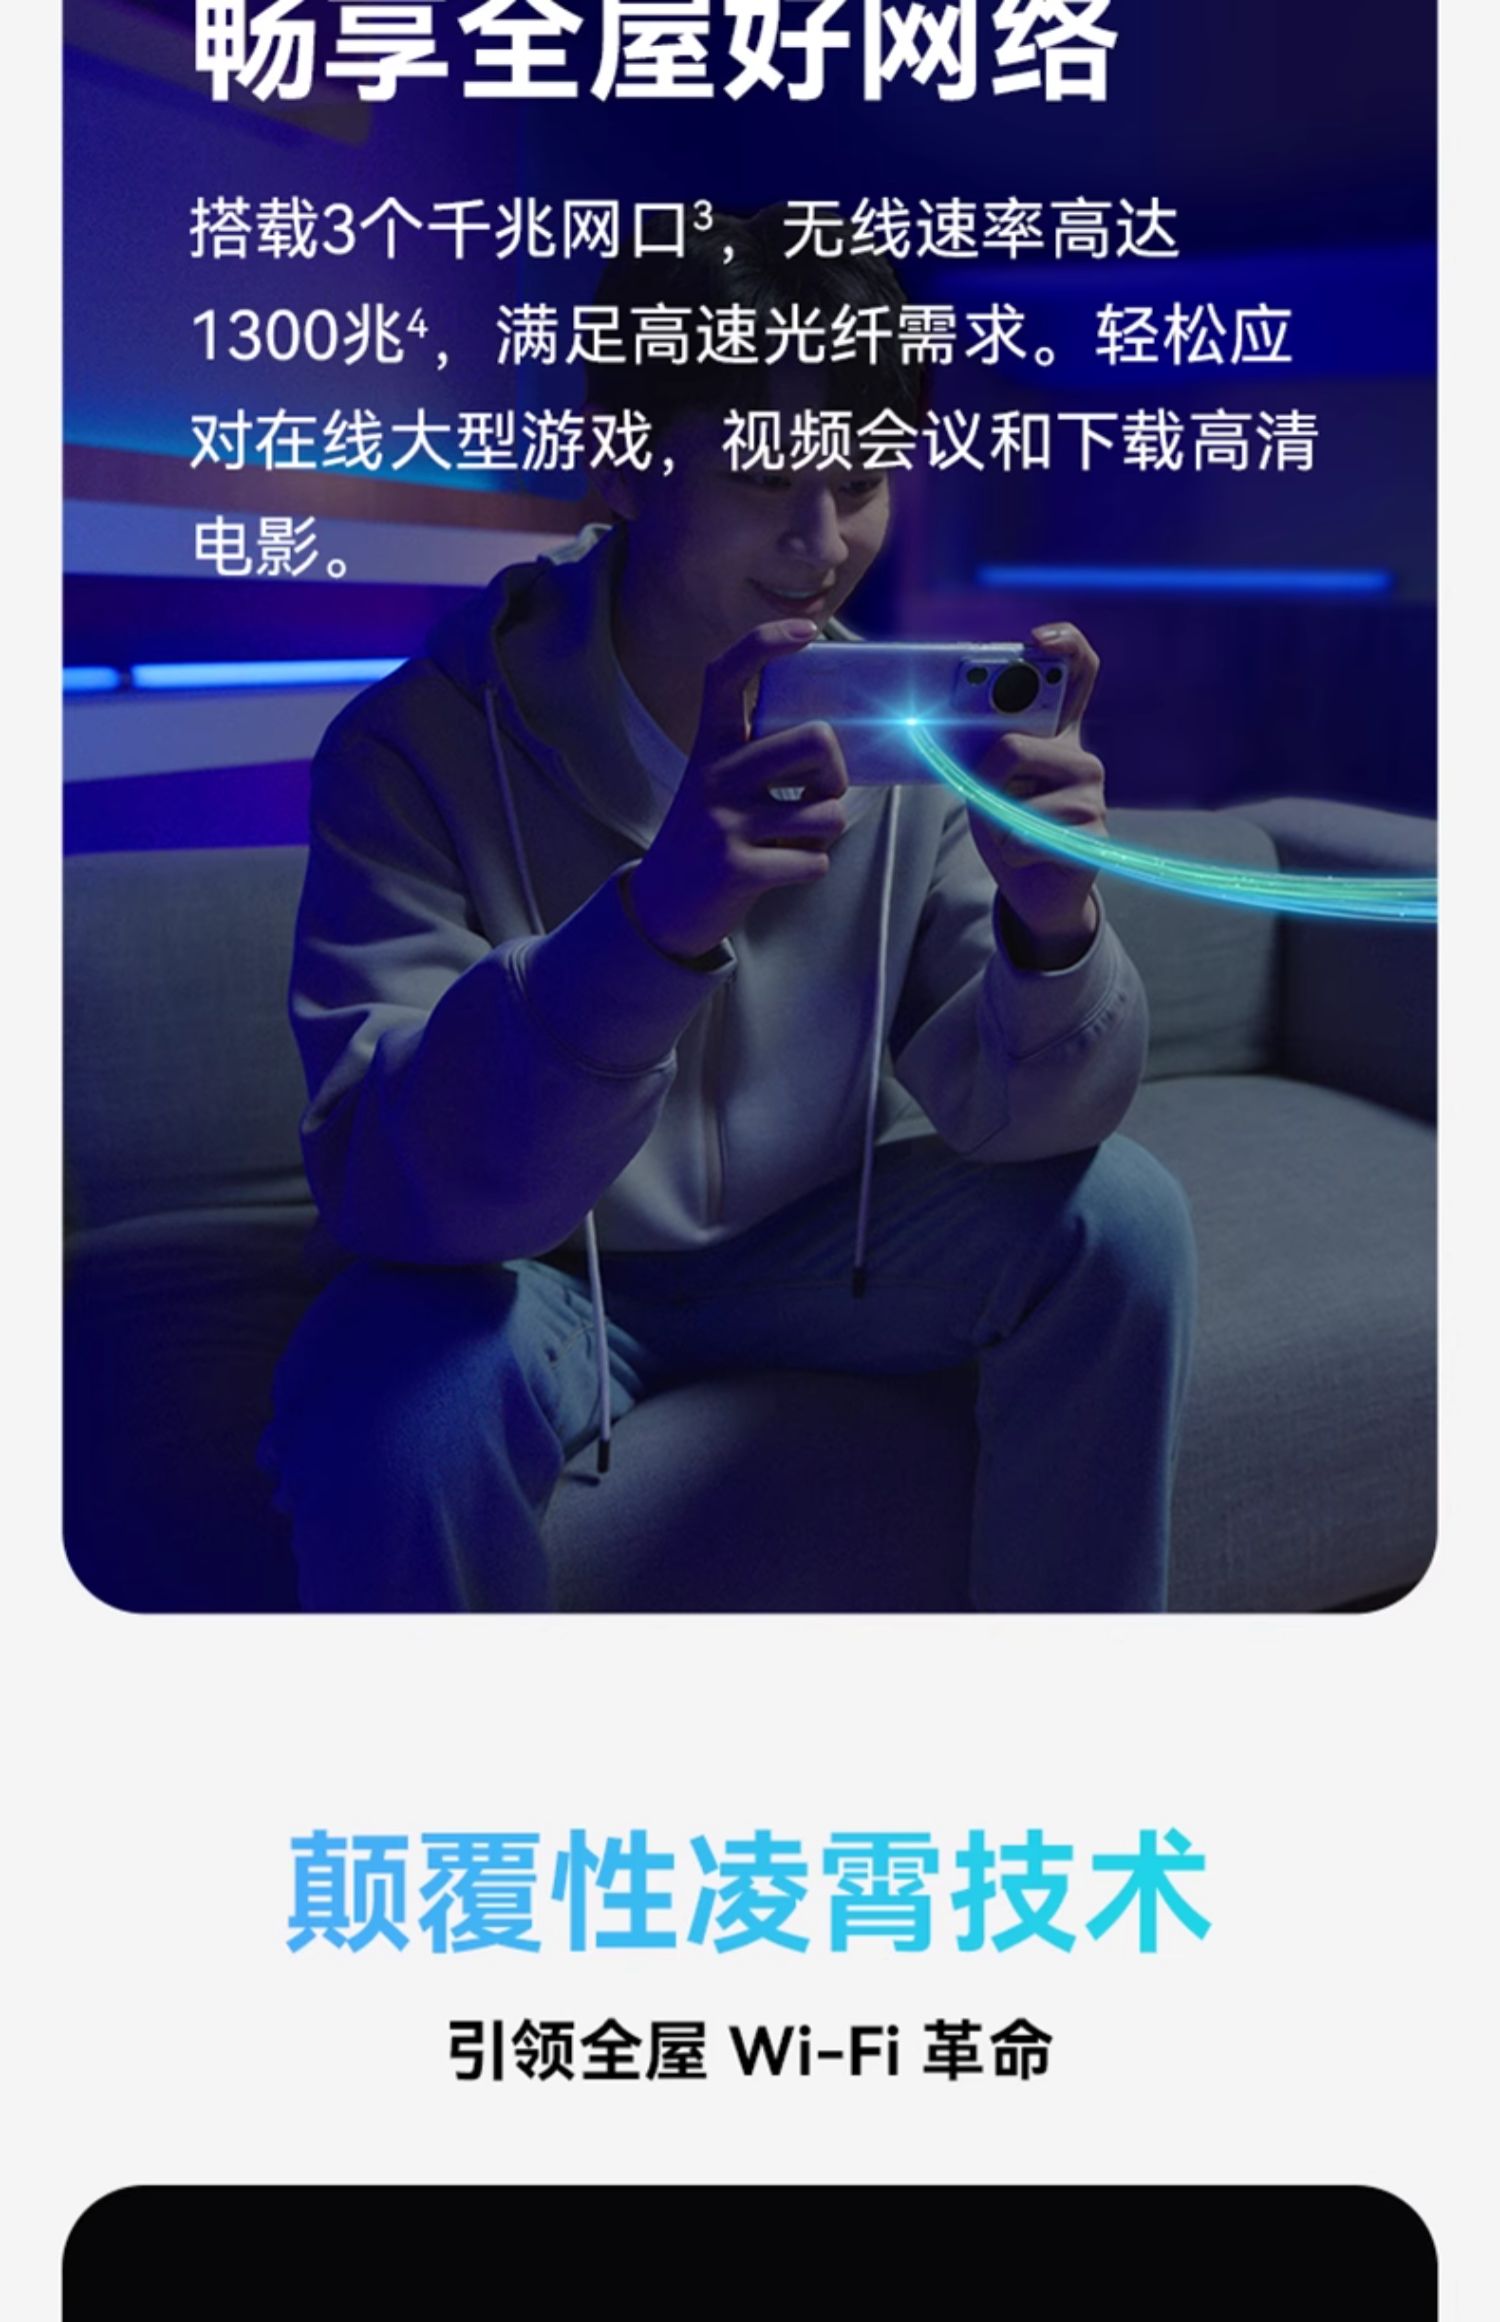 畅享全屋好网络
搭载3个千兆网口³，无线速率高达
1300兆⁴，满足高速光纤需求。轻松应
对在线大型游戏，视频会议和下载高清
电影。
颠覆性凌霄技术
引领全屋 Wi-Fi 革命